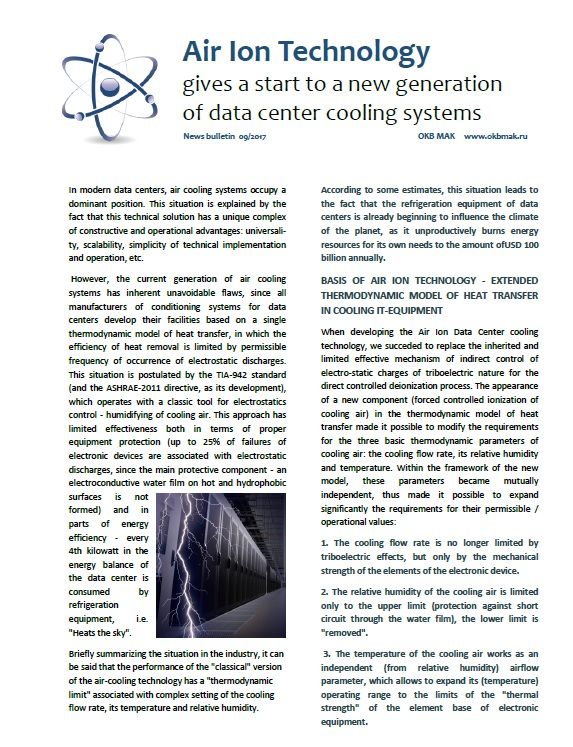 Air Ion Technology
gives a start to a new generation
of data center cooling systems
News bulletin 09/2017
OKB MAK www.okbmak.ru
In modern data centers, air cooling systems occupy a
dominant position. This situation is explained by the
fact that this technical solution has a unique complex
of constructive and operational advantages: universali-
ty, scalability, simplicity of technical implementation
and operation, etc.
However, the current generation of air cooling
systems has inherent unavoidable flaws, since all
manufacturers of conditioning systems for data
centers develop their facilities based on a single
thermodynamic model of heat transfer, in which the
efficiency of heat removal is limited by permissible
frequency of occurrence of electrostatic discharges.
This situation is postulated by the TIA-942 standard
(and the ASHRAE-2011 directive, as its development),
which operates with a classic tool for electrostatics
control - humidifying of cooling air. This approach has
limited effectiveness both in terms of proper
equipment protection (up to 25% of failures of
electronic devices are associated with electrostatic
discharges, since the main protective component - an
electroconductive water film on hot and hydrophobic
surfaces is not
formed) and in
parts of energy
efficiency - every
4th kilowatt in the
energy balance of
the data center is
consumed by
refrigeration
equipment, i.e.
"Heats the sky".
Briefly summarizing the situation in the industry, it can
be said that the performance of the "classical" version
of the air-cooling technology has a "thermodynamic
limit" associated with complex setting of the cooling
flow rate, its temperature and relative humidity.
According to some estimates, this situation leads to
the fact that the refrigeration equipment of data
centers is already beginning to influence the climate
of the planet, as it unproductively burns energy
resources for its own needs to the amount ofUSD 100
billion annually.
BASIS OF AIR ION TECHNOLOGY - EXTENDED
THERMODYNAMIC MODEL OF HEAT TRANSFER
IN COOLING IT-EQUIPMENT
When developing the Air Ion Data Center cooling
technology, we succeded to replace the inherited and
limited effective mechanism of indirect control of
electro-static charges of triboelectric nature for the
direct controlled deionization process. The appearance
of a new component (forced controlled ionization of
cooling air) in the thermodynamic model of heat
transfer made it possible to modify the requirements
for the three basic thermodynamic parameters of
cooling air: the cooling flow rate, its relative humidity
and temperature. Within the framework of the new
model, these parameters became mutually
independent, thus made it possible to expand
significantly the requirements for their permissible /
operational values:
1. The cooling flow rate is no longer limited by
triboelectric effects, but only by the mechanical
strength of the elements of the electronic device.
2. The relative humidity of the cooling air is limited
only to the upper limit (protection against short
circuit through the water film), the lower limit is
"removed".
3. The temperature of the cooling air works as an
independent (from relative humidity) airflow
parameter, which allows to expand its (temperature)
operating range to the limits of the "thermal
strength" of the element base of electronic
equipment.